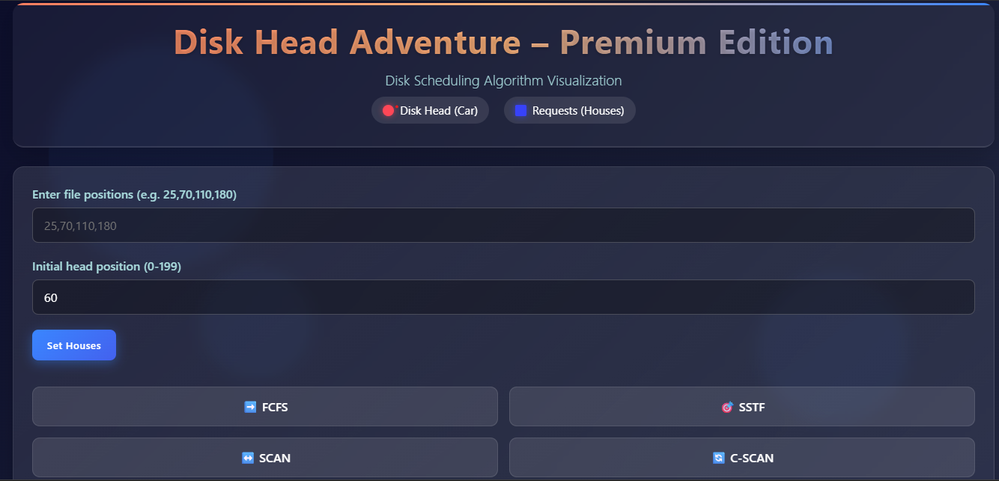 Disk Head Adventure – Premium Edition
Disk Scheduling Algorithm Visualization
Disk Head (Car) Requests (Houses)
Enter file positions (e.g. 25,70,110,180)
25,70,110,180
Initial head position (0-199)
60
Set Houses
FCFS SSTF
SCAN C-SCAN